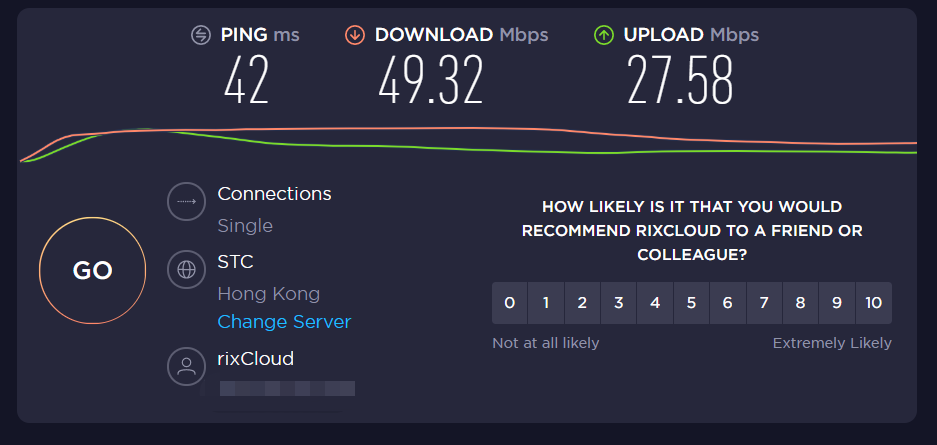 PING ms
DOWNLOAD Mbps
UPLOAD Mbps
42
49.32
27.58
GO
Connections
Single
STC
Hong Kong
Change Server
rixCloud
HOW LIKELY IS IT THAT YOU WOULD
RECOMMEND RIXCLOUD TO A FRIEND OR
COLLEAGUE?
0 1 2 3 4 5 6 7 8 9 10
Not at all likely
Extremely Likely